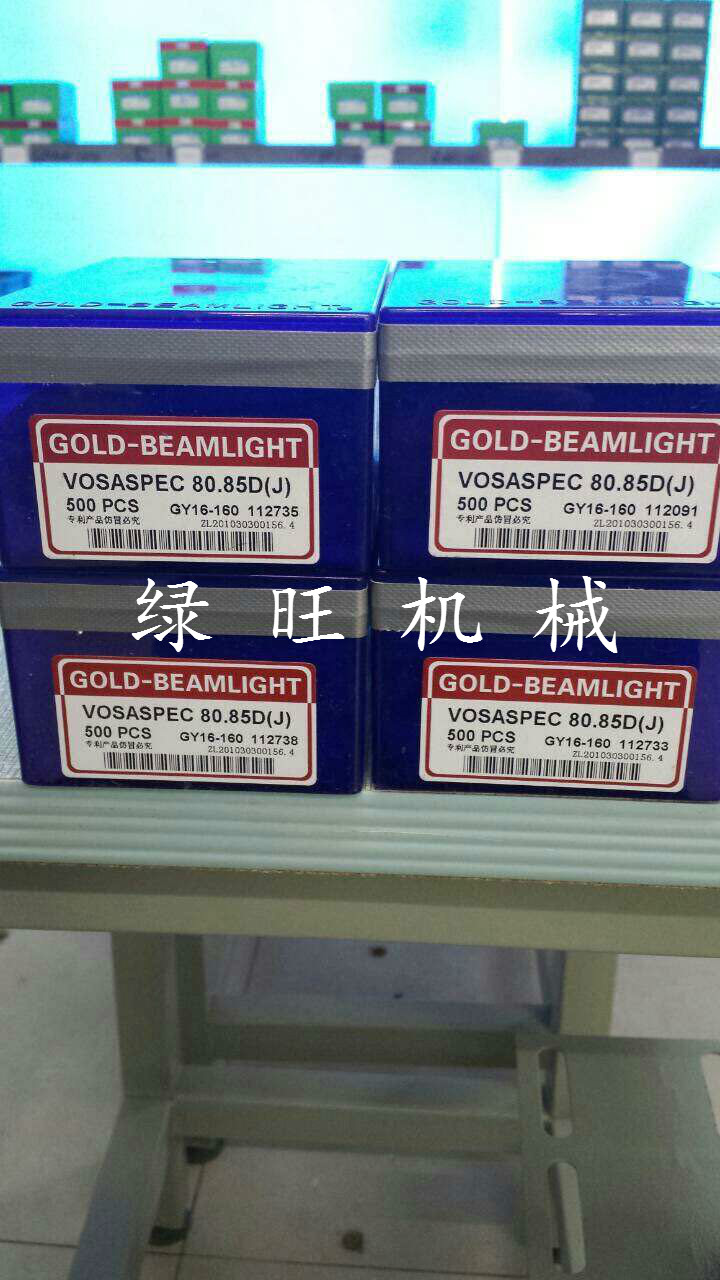 GOLD-BEAMLIGHT
VOSASPEC 80.85D(J)
500 PCS GY16-160 112735
专利产品仿冒必究 ZL201030300156.4
GOLD-BEAMLIGHT
VOSASPEC 80.85D(J)
500 PCS GY16-160 112091
专利产品仿冒必究 ZL201030300156.4
绿旺机械
GOLD-BEAMLIGHT
VOSASPEC 80.85D(J)
500 PCS GY16-160 112738
专利产品仿冒必究 ZL201030300156.4
GOLD-BEAMLIGHT
VOSASPEC 80.85D(J)
500 PCS GY16-160 112733
专利产品仿冒必究 ZL201030300156.4